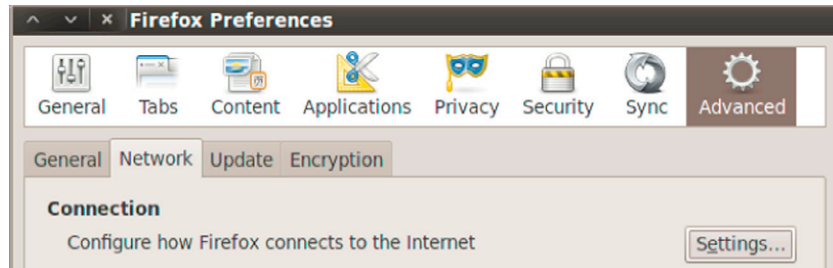 Firefox Preferences
General Tabs Content Applications Privacy Security Sync Advanced
General Network Update Encryption
Connection
Configure how Firefox connects to the Internet Settings...